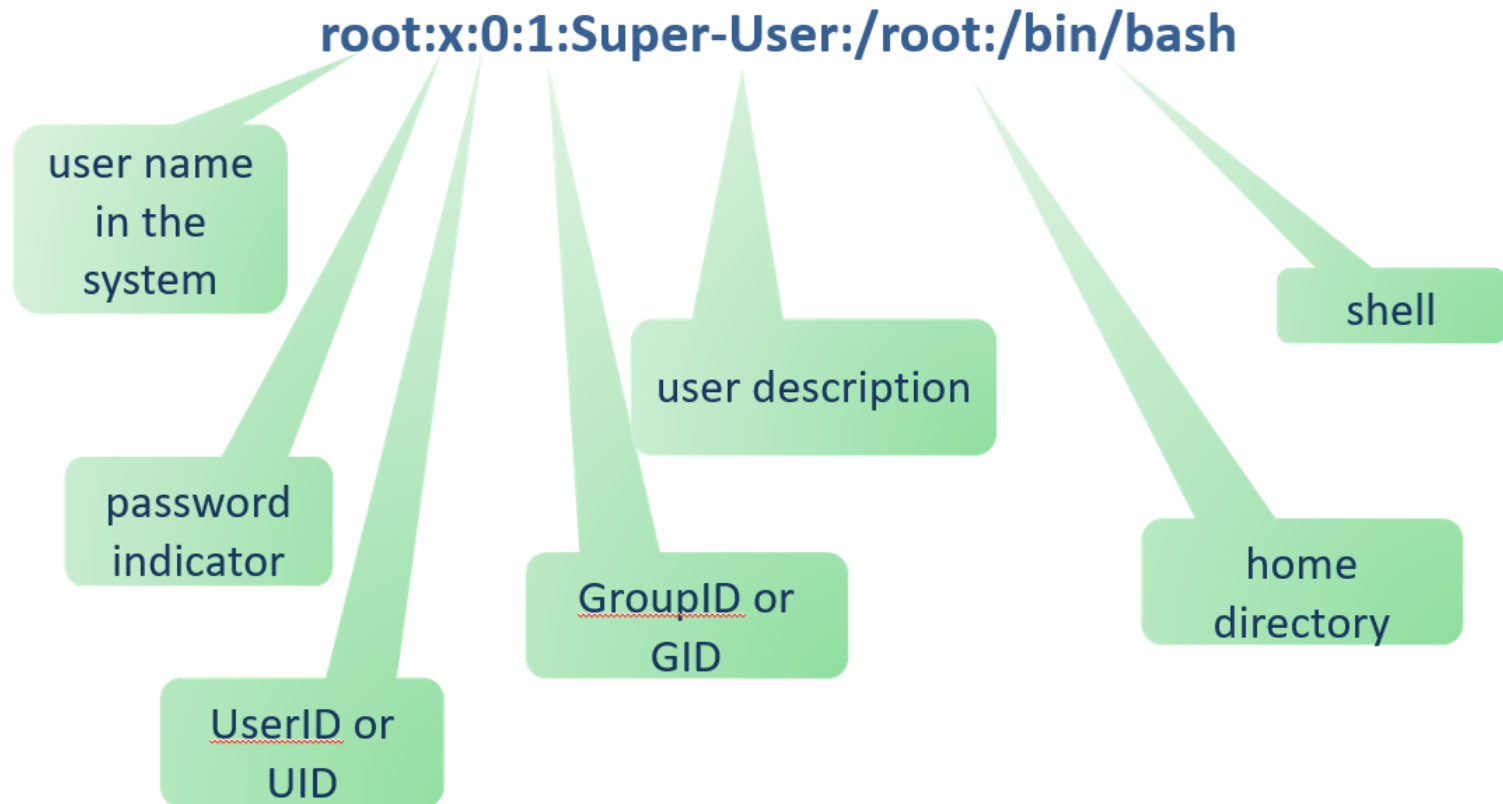 root:x:0:1:Super-User:/root:/bin/bash
user name
in the
system
password
indicator
UserID or
UID
GroupID or
GID
user description
home
directory
shell